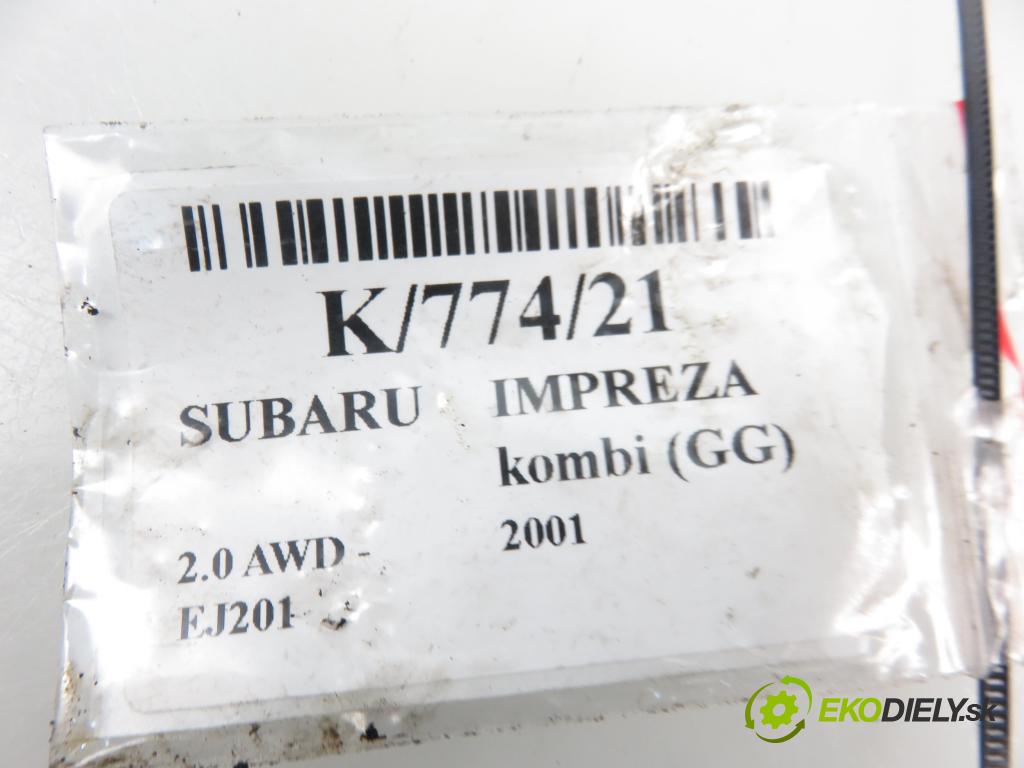 K/774/21
SUBARU IMPREZA
kombi (GG)
2.0 AWD - 2001
EJ201
EKODIELY.sk